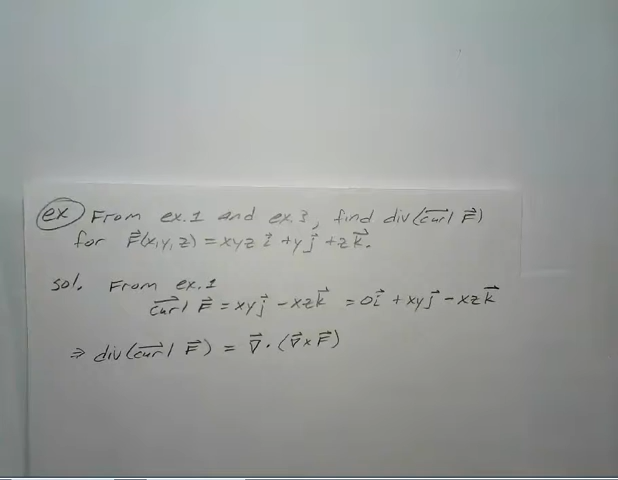 ex From ex.1 and ex.3, find div(curl F⃗)
for F⃗(x,y,z) = xyz i⃗ + y j⃗ + z k⃗.
sol. From ex.1
curl F⃗ = xy j⃗ - xz k⃗ = 0 i⃗ + xy j⃗ - xz k⃗
⇒ div(curl F⃗) = ∇⃗ · (∇⃗ × F⃗)